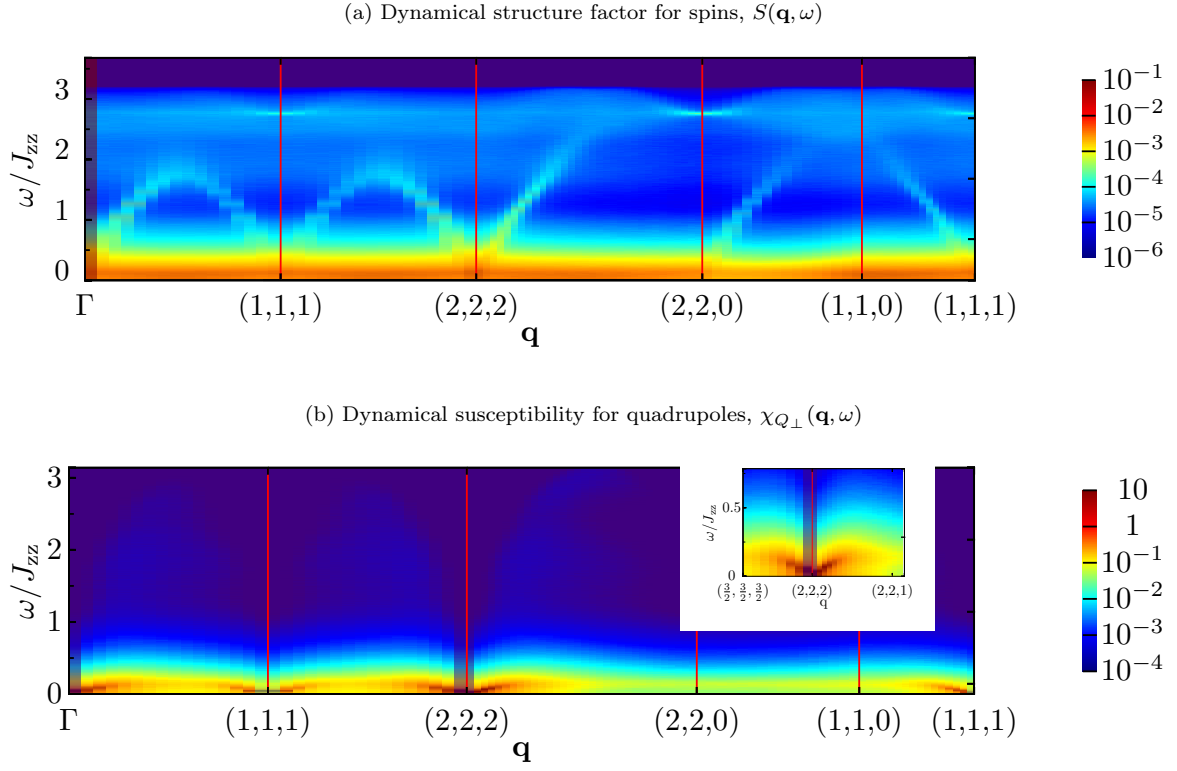 (a) Dynamical structure factor for spins, S(q, ω)
3
2
1
0
ω/J_zz
Γ (1,1,1) (2,2,2) (2,2,0) (1,1,0) (1,1,1)
q
10^{-1}
10^{-2}
10^{-3}
10^{-4}
10^{-5}
10^{-6}
(b) Dynamical susceptibility for quadrupoles, χ_{Q⊥}(q, ω)
3
2
1
0
ω/J_zz
Γ (1,1,1) (2,2,2) (2,2,0) (1,1,0) (1,1,1)
q
0.5
0
ω/J_zz
(3/2, 3/2, 3/2) (2,2,2) (2,2,1)
q
10
1
10^{-1}
10^{-2}
10^{-3}
10^{-4}